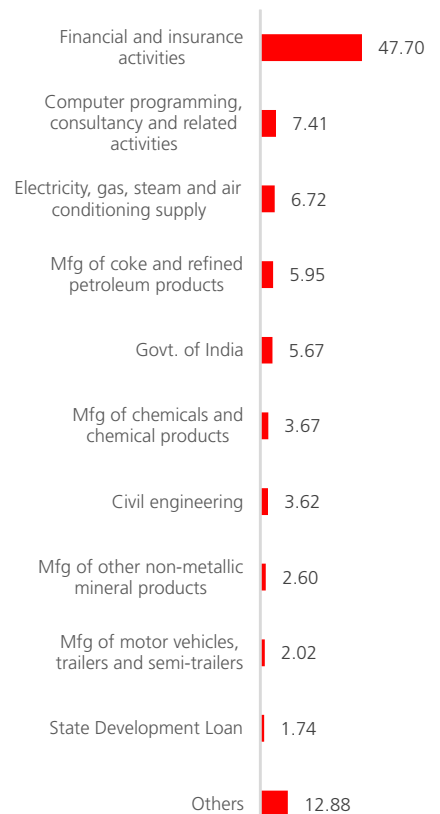 Financial and insurance
activities
47.70
Computer programming,
consultancy and related
activities
7.41
Electricity, gas, steam and air
conditioning supply
6.72
Mfg of coke and refined
petroleum products
5.95
Govt. of India
5.67
Mfg of chemicals and
chemical products
3.67
Civil engineering
3.62
Mfg of other non-metallic
mineral products
2.60
Mfg of motor vehicles,
trailers and semi-trailers
2.02
State Development Loan
1.74
Others
12.88